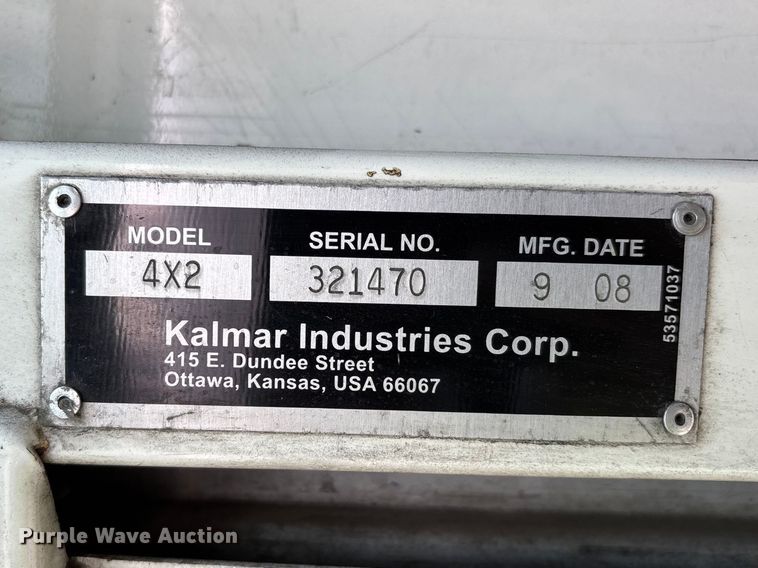 MODEL SERIAL NO. MFG. DATE
4X2 321470 9 08
Kalmar Industries Corp.
415 E. Dundee Street
Ottawa, Kansas, USA 66067
53571037
Purple Wave Auction